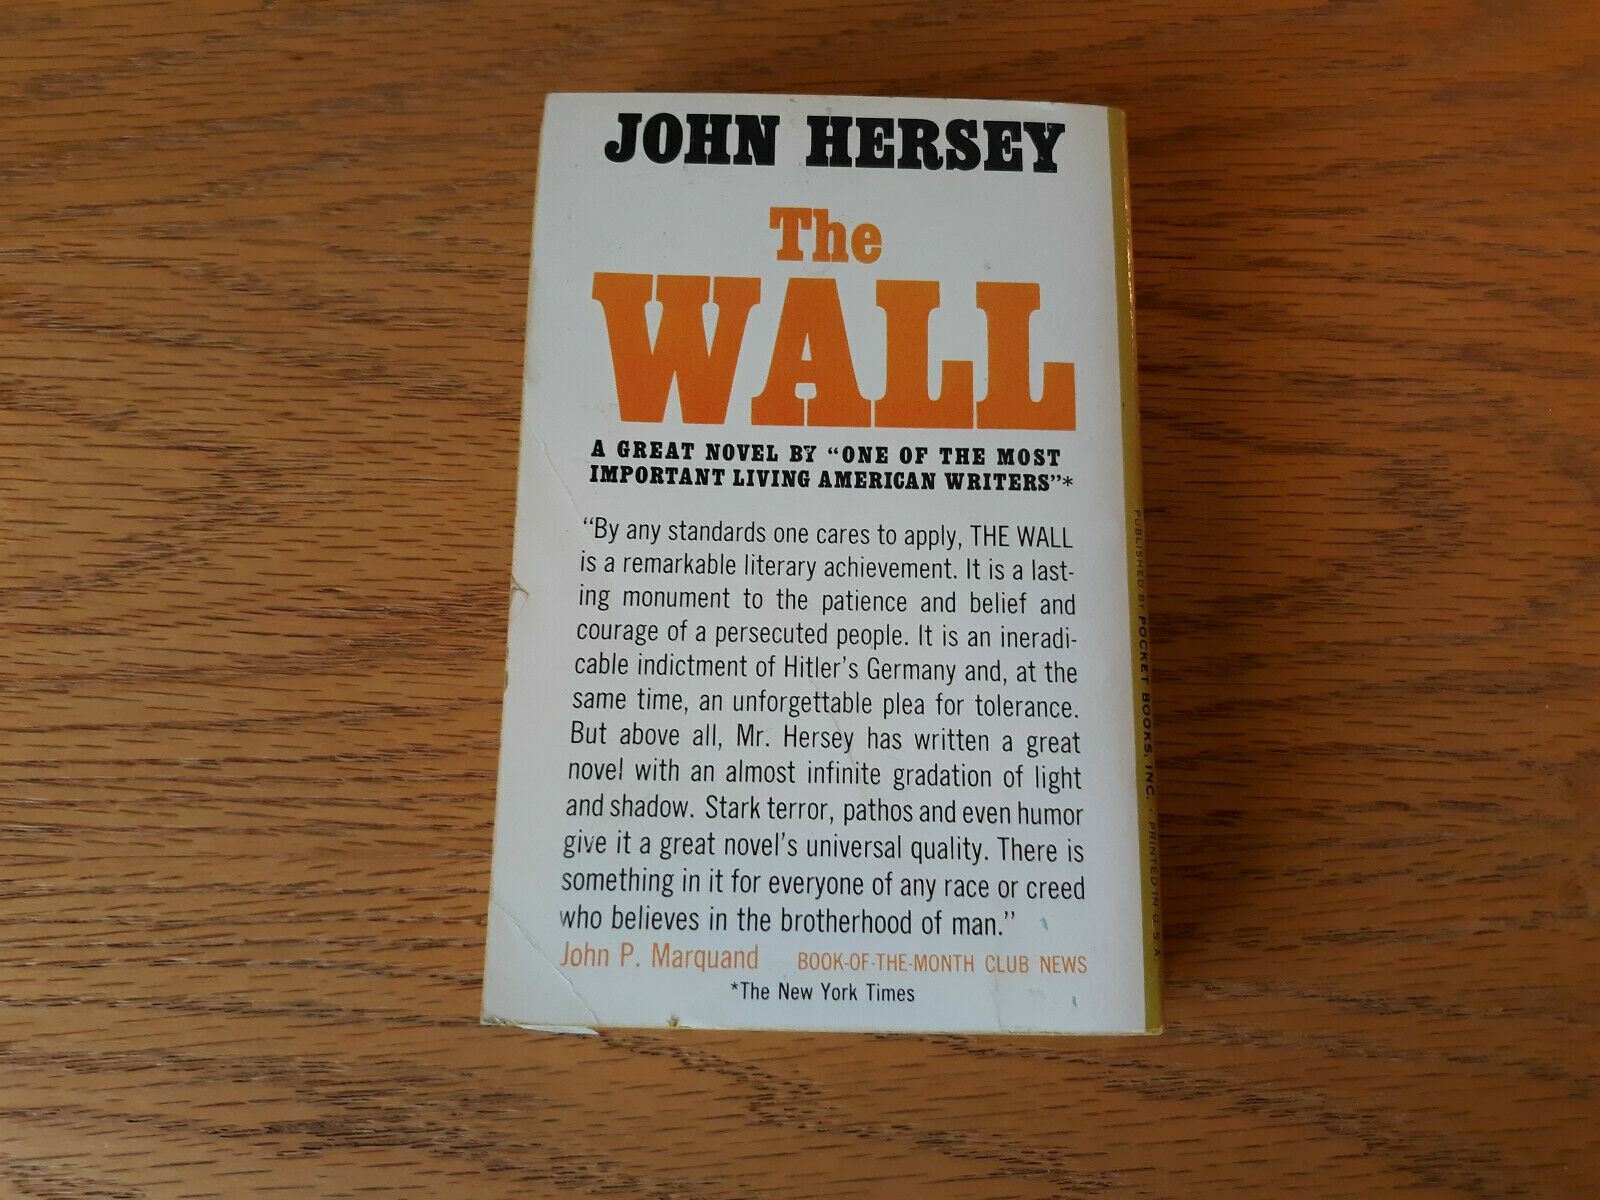 JOHN HERSEY
The
WALL
A GREAT NOVEL BY "ONE OF THE MOST
IMPORTANT LIVING AMERICAN WRITERS"*
"By any standards one cares to apply, THE WALL
is a remarkable literary achievement. It is a last-
ing monument to the patience and belief and
courage of a persecuted people. It is an ineradi-
cable indictment of Hitler's Germany and, at the
same time, an unforgettable plea for tolerance.
But above all, Mr. Hersey has written a great
novel with an almost infinite gradation of light
and shadow. Stark terror, pathos and even humor
give it a great novel's universal quality. There is
something in it for everyone of any race or creed
who believes in the brotherhood of man."
John P. Marquand BOOK-OF-THE-MONTH CLUB NEWS
*The New York Times
PUBLISHED BY POCKET BOOKS, INC. · PRINTED IN U.S.A